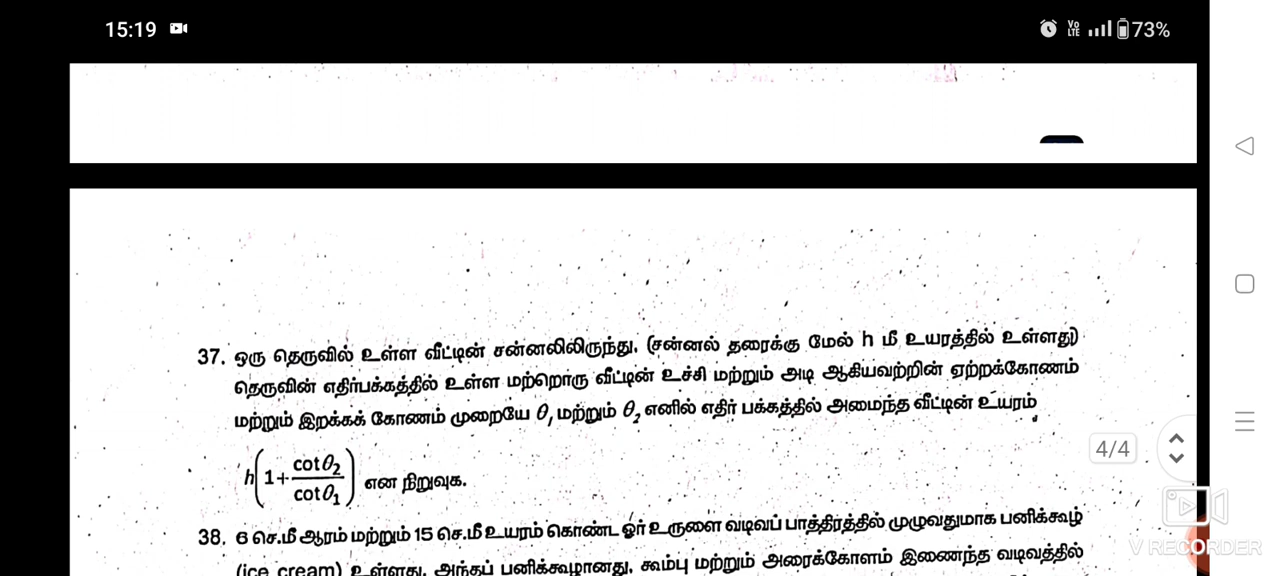 15:19
Vo LTE 73%
37. ஒரு தெருவில் உள்ள வீட்டின் சன்னலிலிருந்து, (சன்னல் தரைக்கு மேல் h மீ உயரத்தில் உள்ளது)
தெருவின் எதிர்பக்கத்தில் உள்ள மற்றொரு வீட்டின் உச்சி மற்றும் அடி ஆகியவற்றின் ஏற்றக்கோணம்
மற்றும் இறக்கக் கோணம் முறையே θ₁ மற்றும் θ₂ எனில் எதிர் பக்கத்தில் அமைந்த வீட்டின் உயரம்
4/4
h(1+cotθ₂/cotθ₁) என நிறுவுக.
38. 6 செ.மீ ஆரம் மற்றும் 15 செ.மீ உயரம் கொண்ட ஓர் உருளை வடிவப் பாத்திரத்தில் முழுவதுமாக பனிக்கூழ்
V RECORDER
(ice cream) உள்ளது. அந்தப் பனிக்கூழானது, கூம்பு மற்றும் அரைக்கோளம் இணைந்த வடிவத்தில்